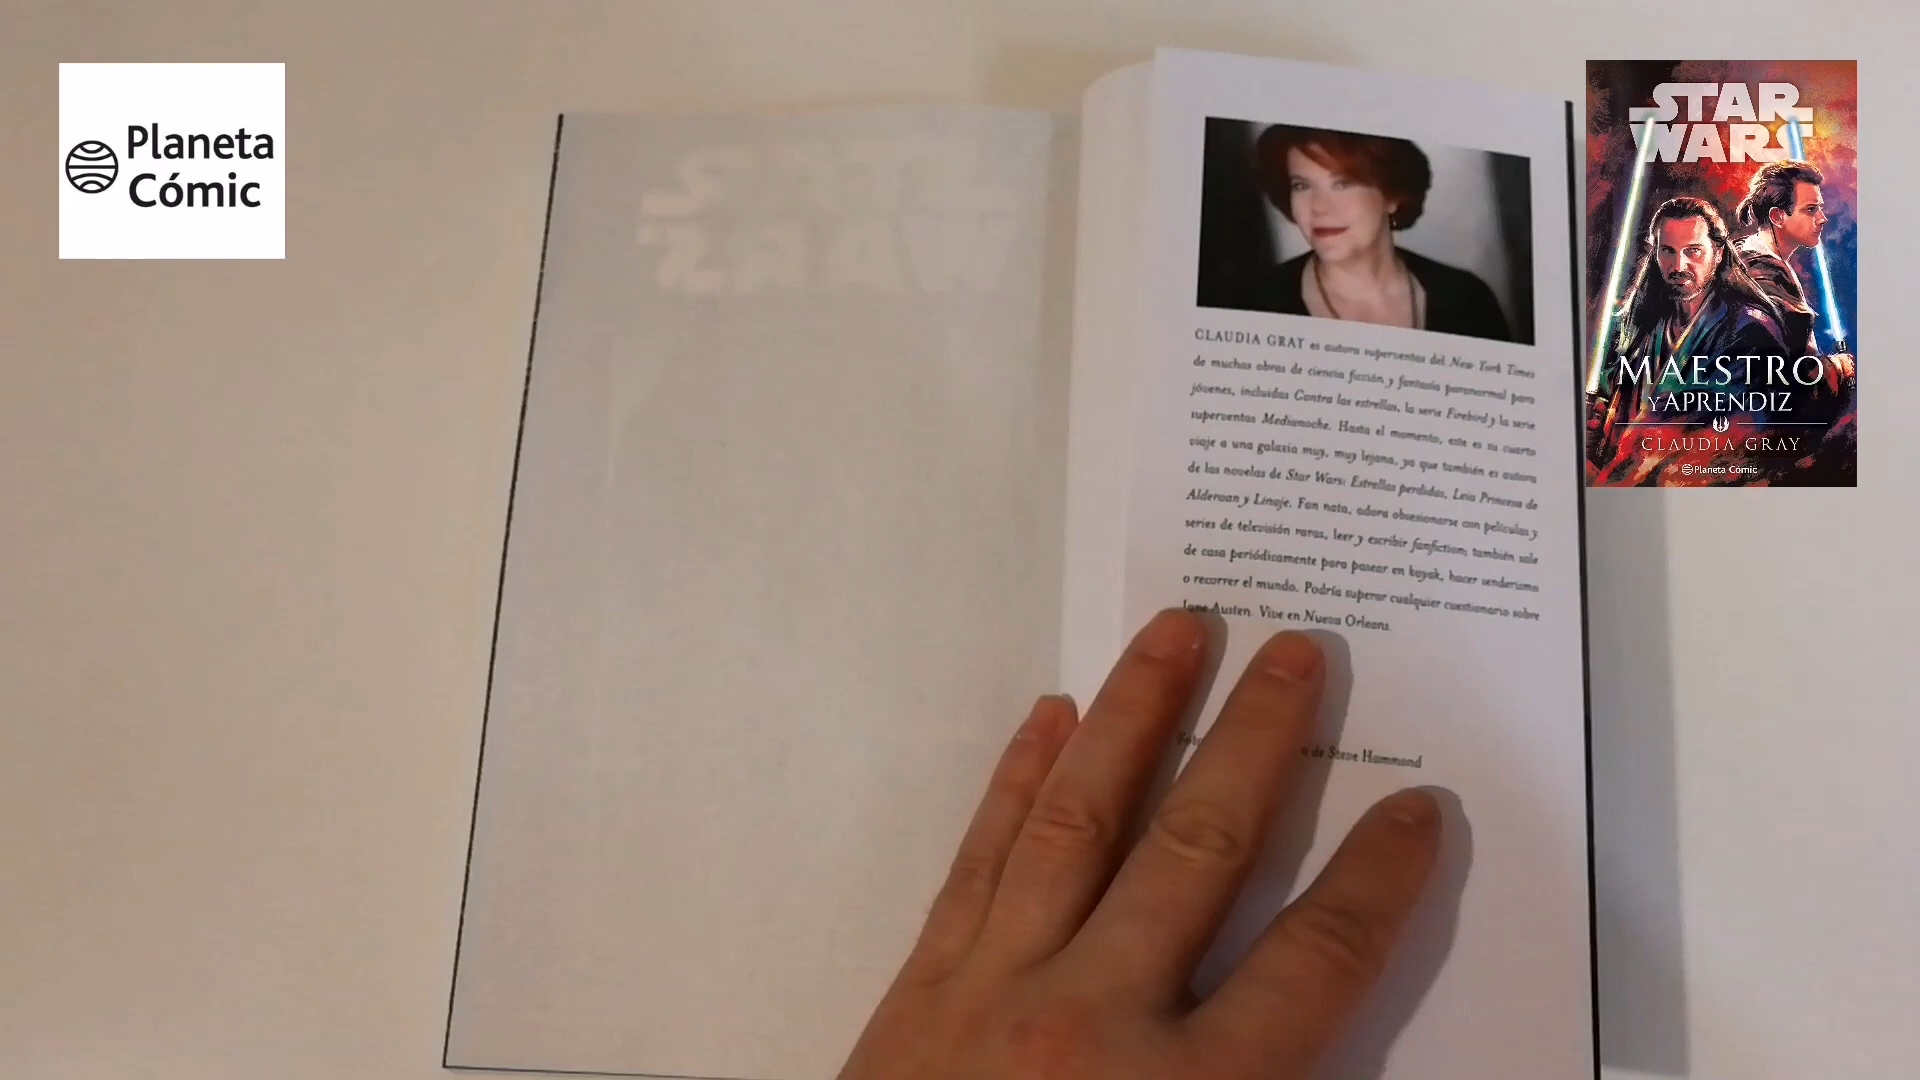 Planeta
Cómic
CLAUDIA GRAY es autora superventas del New York Times
de muchas obras de ciencia ficción y fantasía paranormal para
jóvenes, incluidas Contra las estrellas, la serie Firebird y la serie
superventas Medianoche. Hasta el momento, este es su cuarto
viaje a una galaxia muy, muy lejana, ya que también es autora
de las novelas de Star Wars: Estrellas perdidas, Leia Princesa de
Alderaan y Linaje. Fan nata, adora obsesionarse con películas y
series de televisión raras, leer y escribir fanfiction; también sale
de casa periódicamente para pasear en kayak, hacer senderismo
o recorrer el mundo. Podría superar cualquier cuestionario sobre
Jane Austen. Vive en Nueva Orleans.
de Steve Hammond
STAR
WARS
MAESTRO
Y APRENDIZ
CLAUDIA GRAY
Planeta Cómic